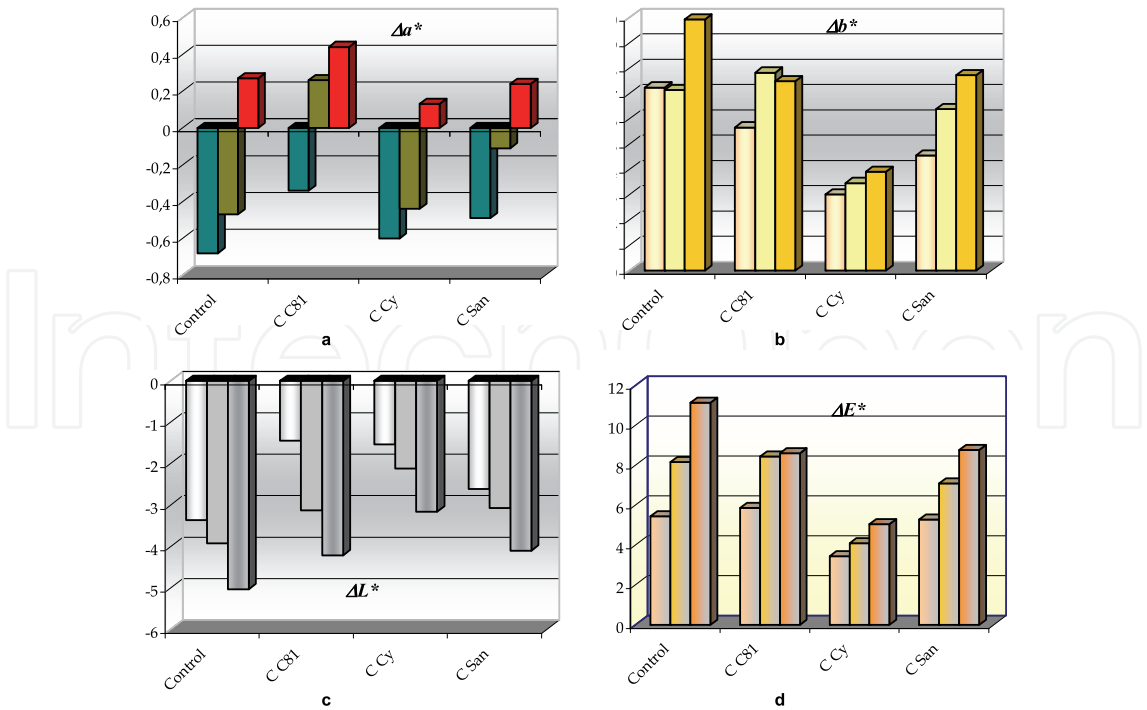 0,6
0,4
0,2
0
-0,2
-0,4
-0,6
-0,8
Δa*
Control
C C81
C Cy
C San
a
Δb*
Control
C C81
C Cy
C San
b
0
-1
-2
-3
-4
-5
-6
ΔL*
Control
C C81
C Cy
C San
c
12
10
8
6
4
2
0
ΔE*
Control
C C81
C Cy
C San
d